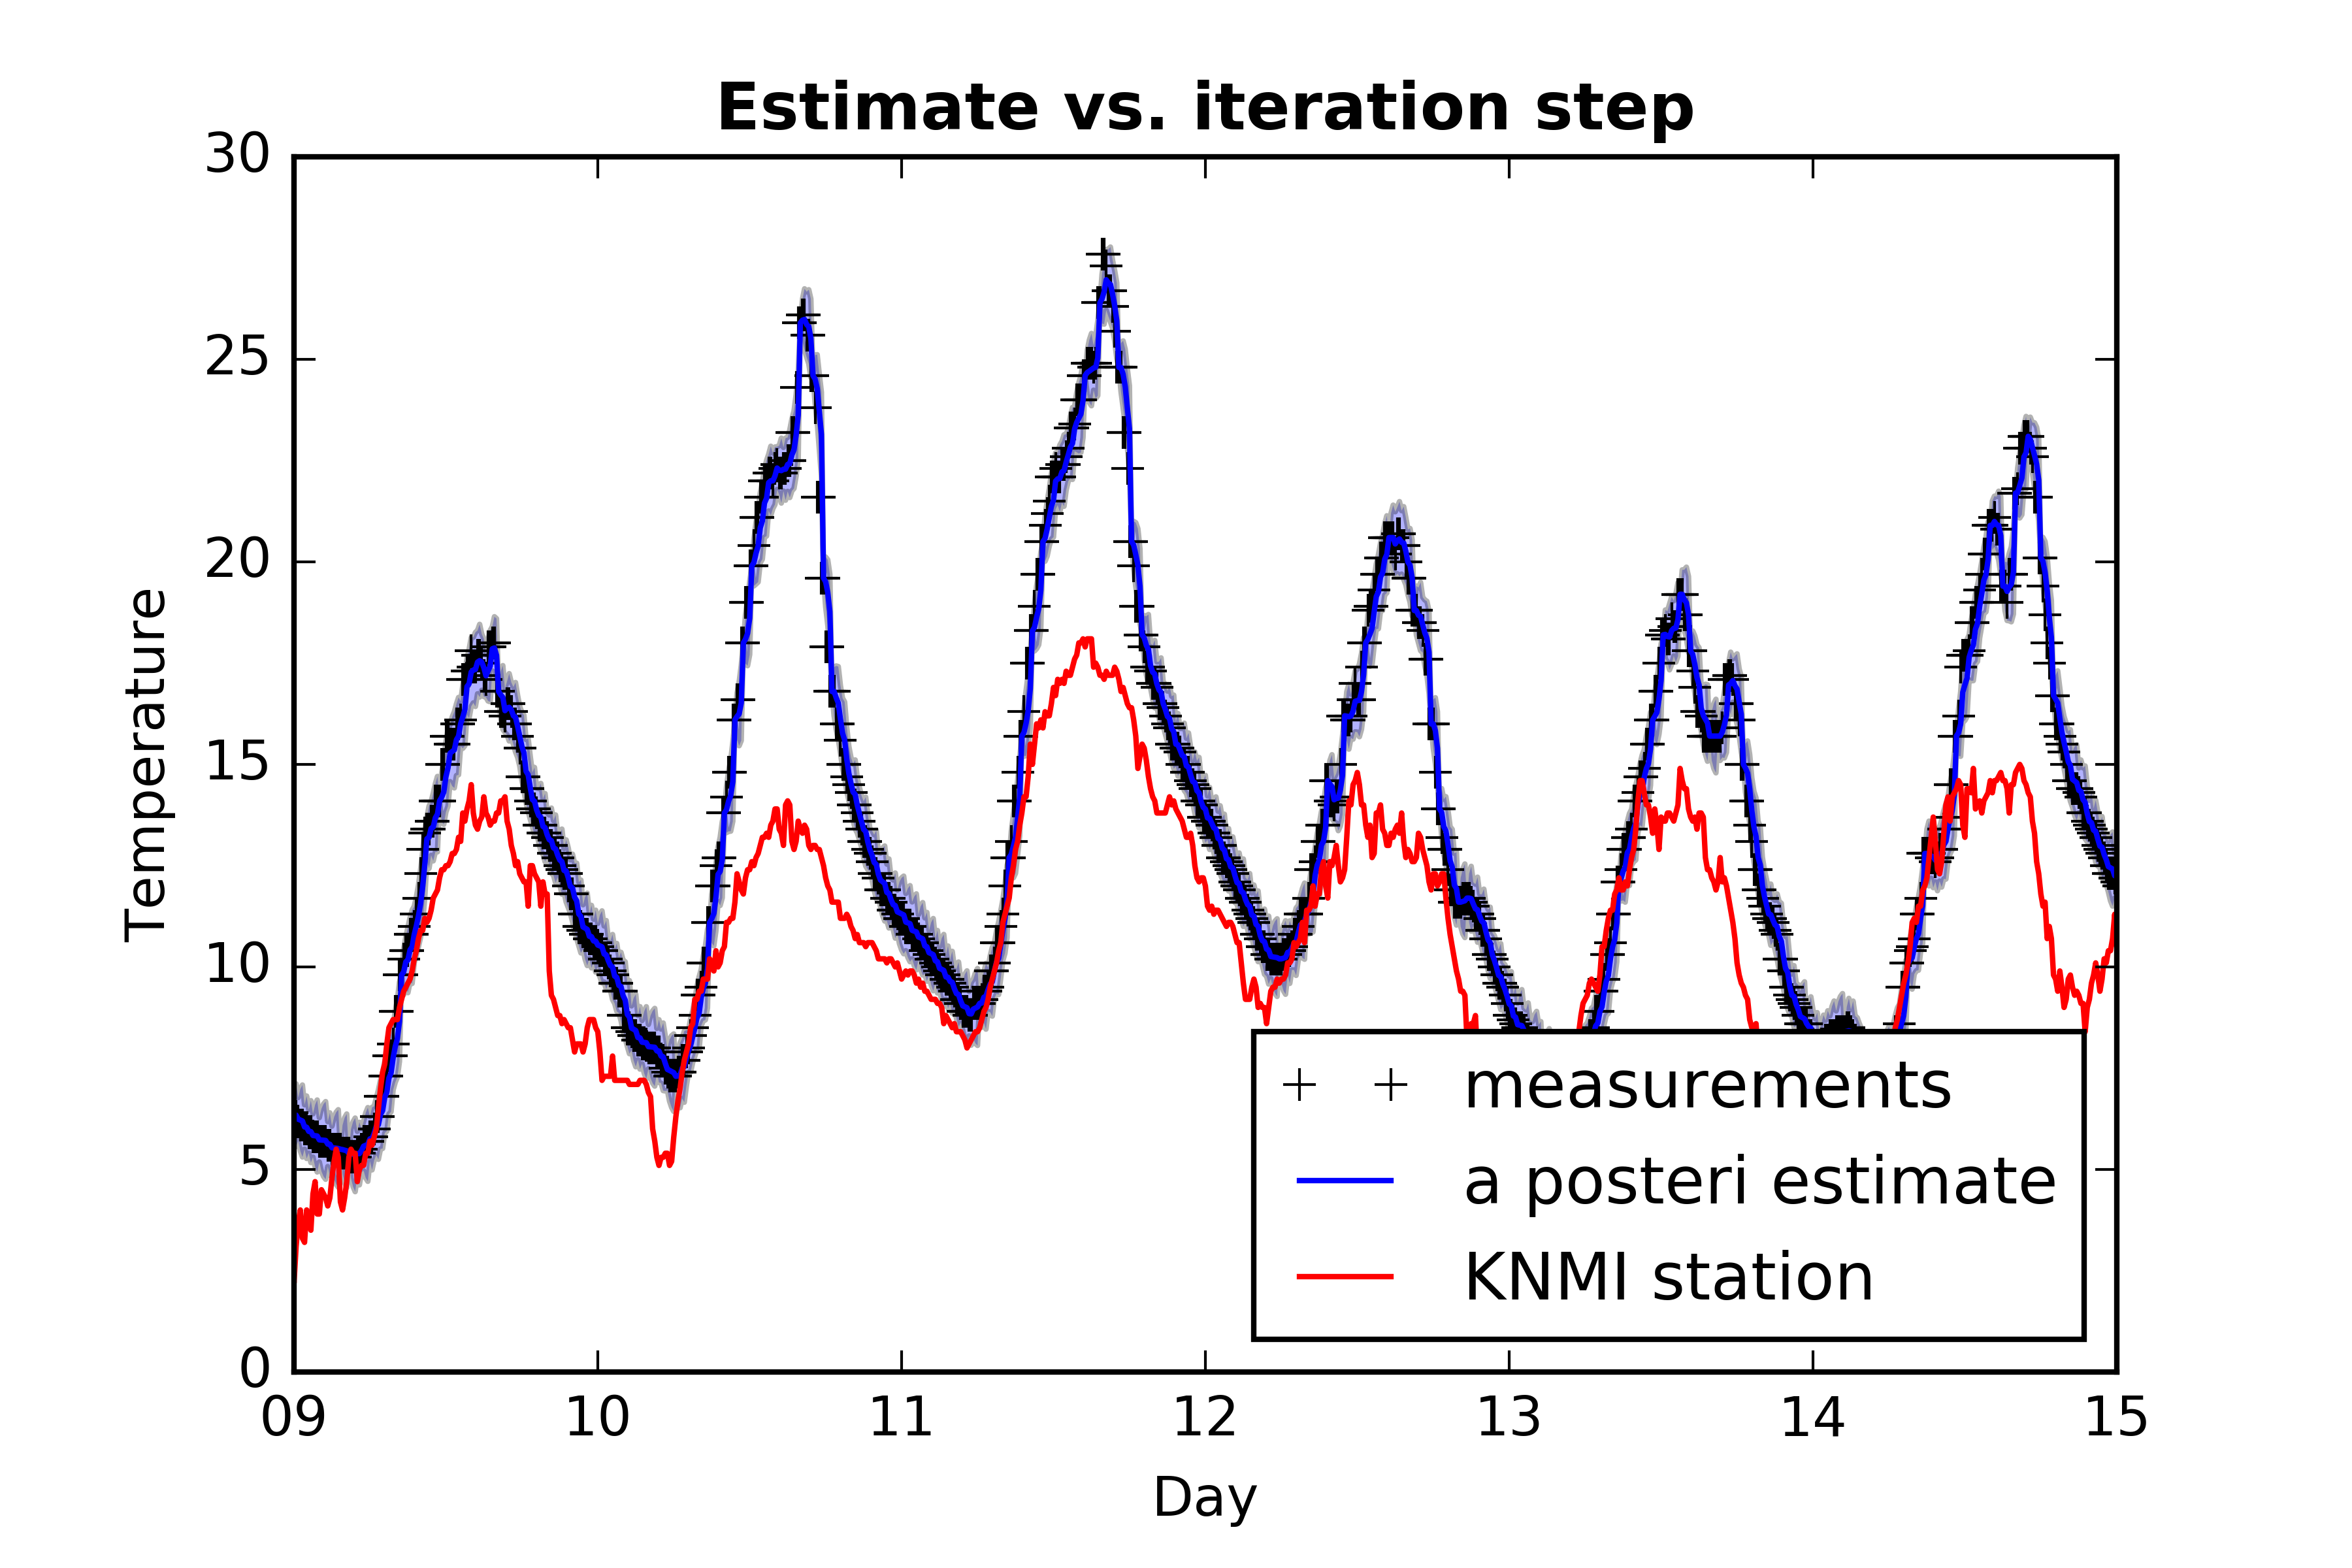 Estimate vs. iteration step
30
25
20
15
10
5
0
Temperature
09 10 11 12 13 14 15
Day
measurements
a posteri estimate
KNMI station